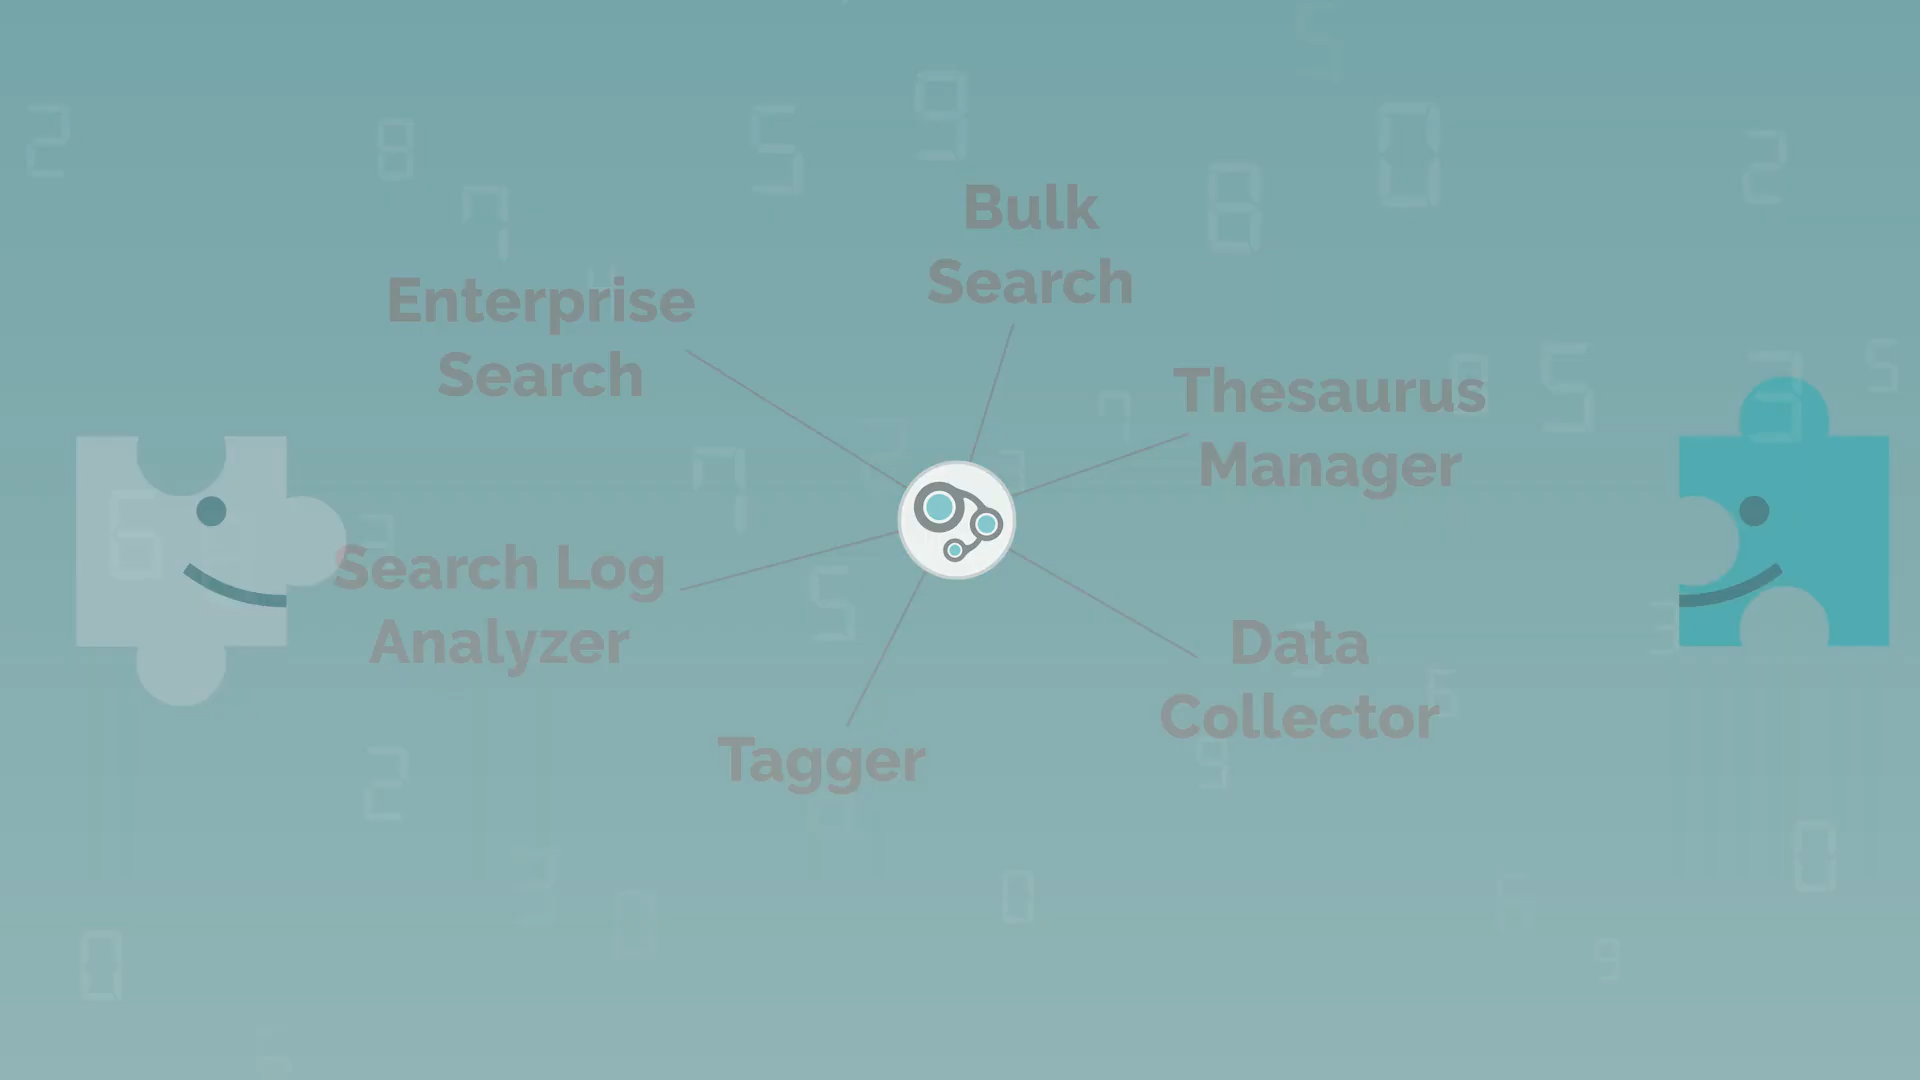 Bulk
Search
Enterprise
Search
Thesaurus
Manager
Search Log
Analyzer
Data
Collector
Tagger